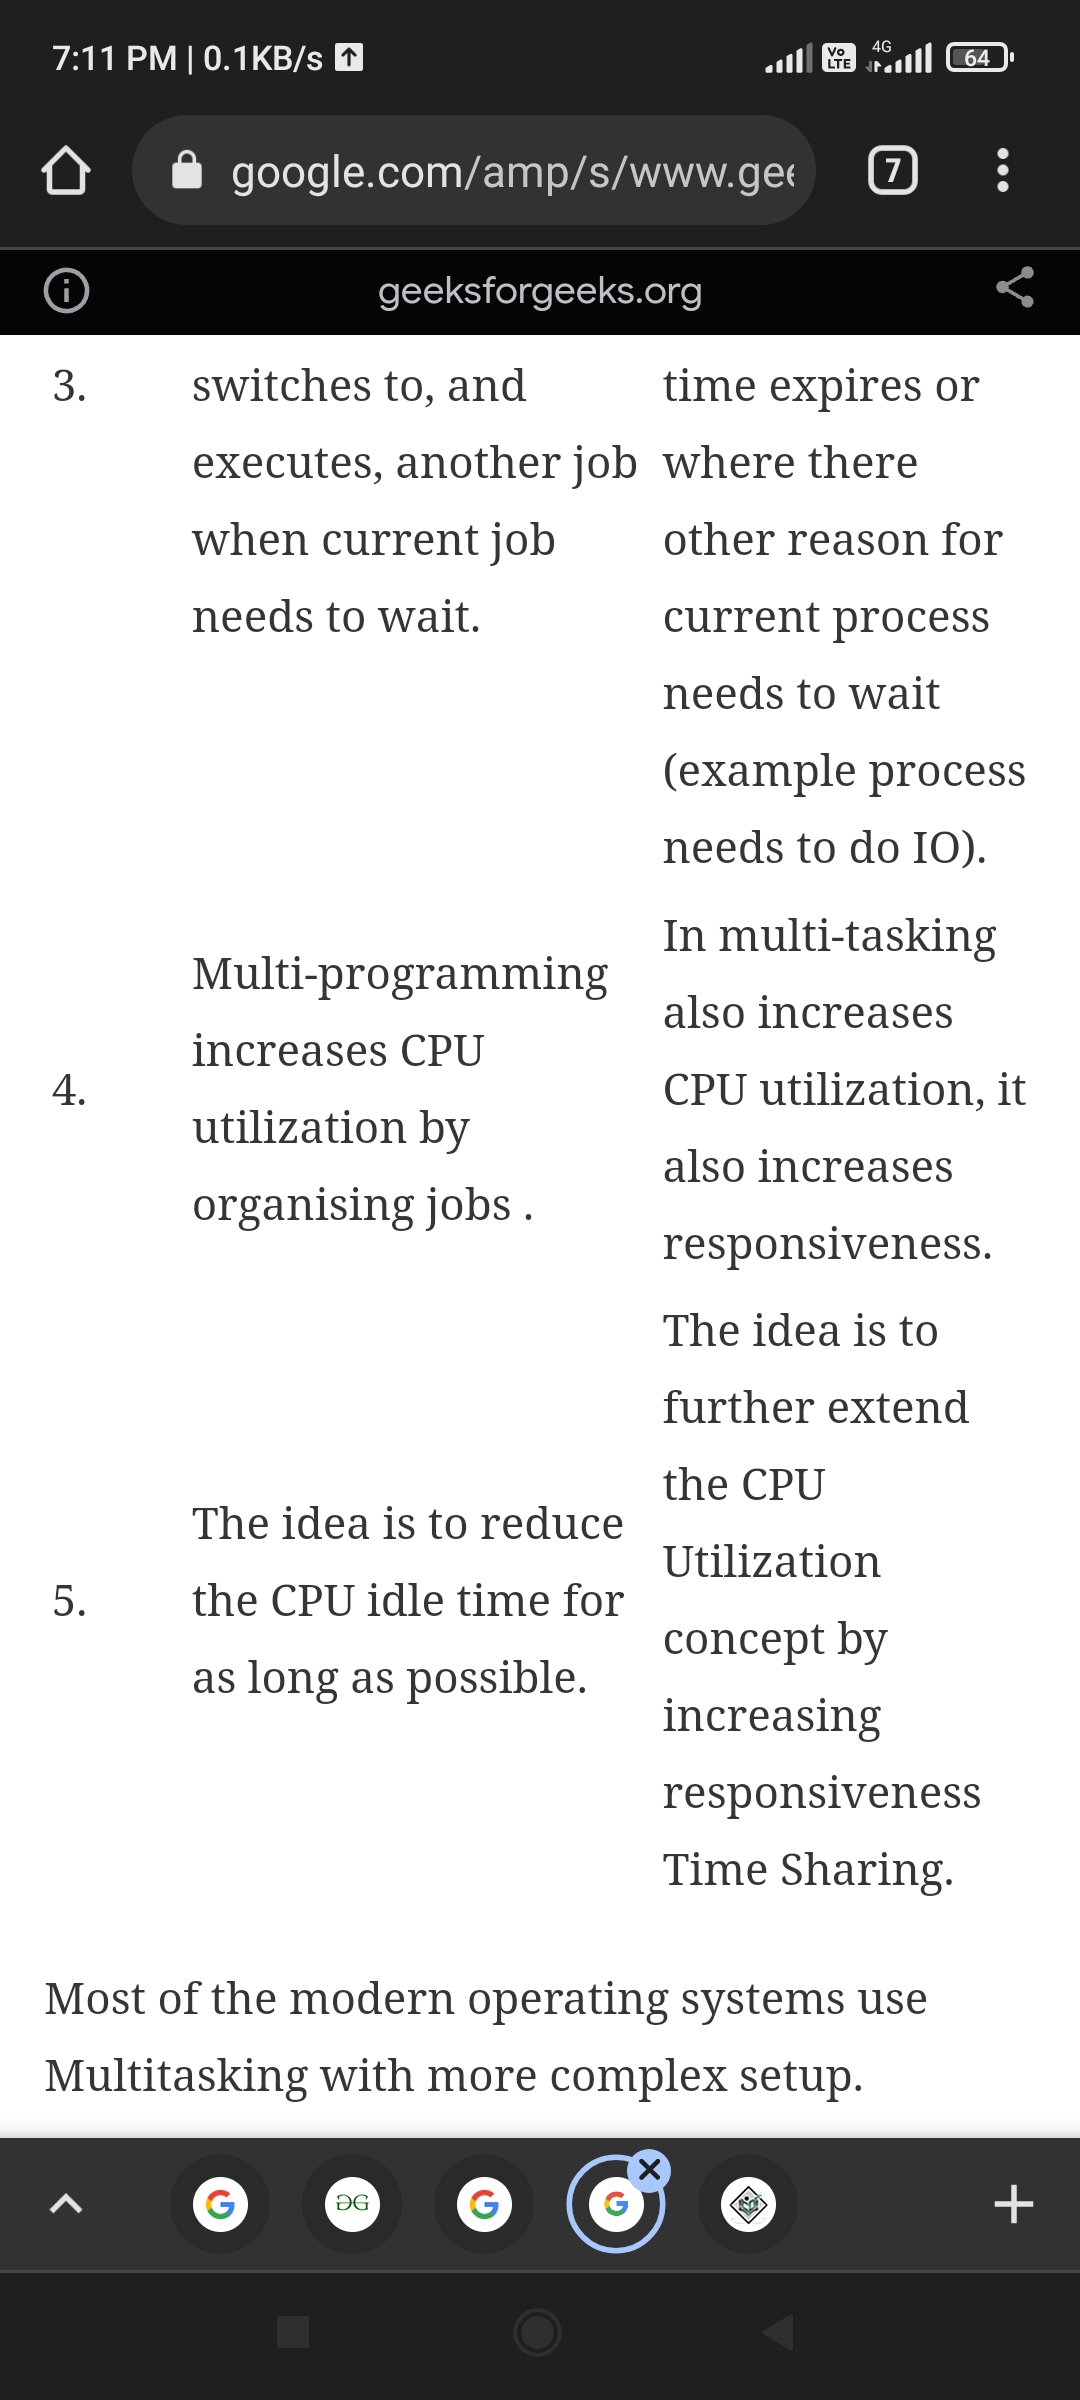 7:11 PM | 0.1KB/s
Vo LTE
4G
64
google.com/amp/s/www.gee
7
geeksforgeeks.org
3.
switches to, and
executes, another job
when current job
needs to wait.
time expires or
where there
other reason for
current process
needs to wait
(example process
needs to do IO).
4.
Multi-programming
increases CPU
utilization by
organising jobs .
In multi-tasking
also increases
CPU utilization, it
also increases
responsiveness.
5.
The idea is to reduce
the CPU idle time for
as long as possible.
The idea is to
further extend
the CPU
Utilization
concept by
increasing
responsiveness
Time Sharing.
Most of the modern operating systems use
Multitasking with more complex setup.